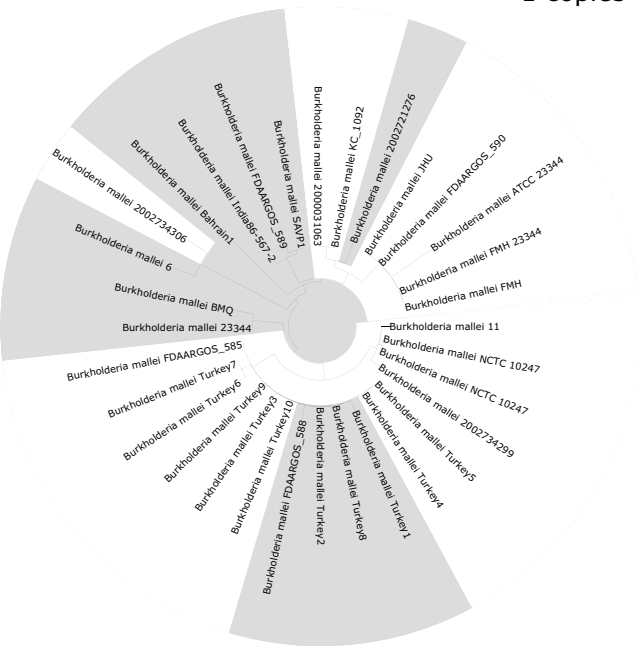 2 copies
Burkholderia mallei 2000031063
Burkholderia mallei KC_1092
Burkholderia mallei 2002721276
Burkholderia mallei JHU
Burkholderia mallei FDAARGOS_590
Burkholderia mallei ATCC 23344
Burkholderia mallei FMH 23344
Burkholderia mallei FMH
Burkholderia mallei 11
Burkholderia mallei NCTC 10247
Burkholderia mallei NCTC 10247
Burkholderia mallei 2002734299
Burkholderia mallei Turkey5
Burkholderia mallei Turkey4
Burkholderia mallei Turkey1
Burkholderia mallei Turkey8
Burkholderia mallei Turkey2
Burkholderia mallei FDAARGOS_588
Burkholderia mallei Turkey10
Burkholderia mallei Turkey3
Burkholderia mallei Turkey9
Burkholderia mallei Turkey6
Burkholderia mallei Turkey7
Burkholderia mallei FDAARGOS_585
Burkholderia mallei 23344
Burkholderia mallei BMQ
Burkholderia mallei 6
Burkholderia mallei 2002734306
Burkholderia mallei Bahrain1
Burkholderia mallei India86-567-2
Burkholderia mallei FDAARGOS_589
Burkholderia mallei SAVP1